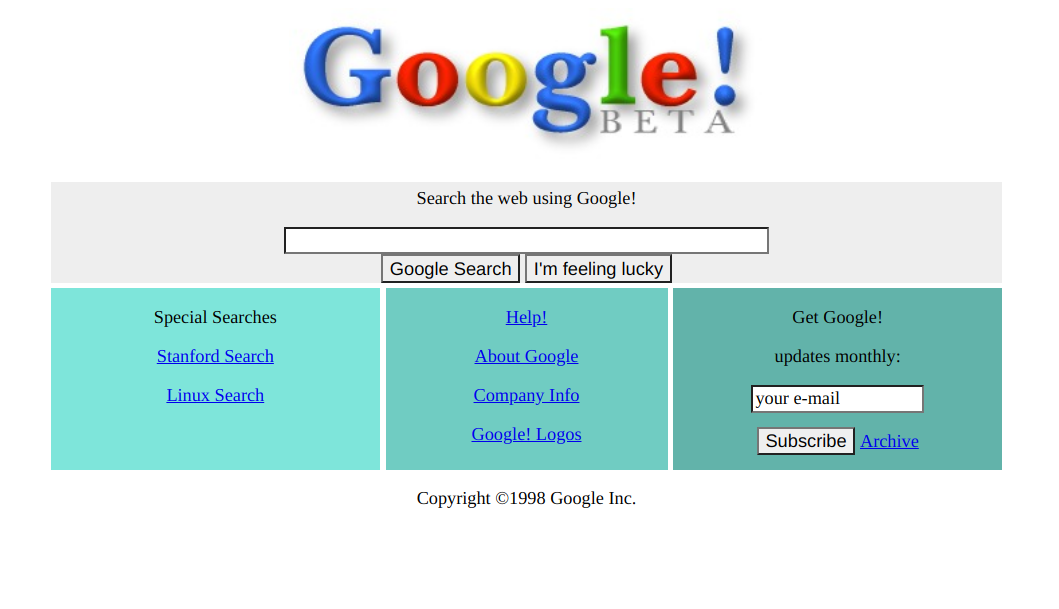 Google!
BETA
Search the web using Google!
Google Search I'm feeling lucky
Special Searches
Stanford Search
Linux Search
Help!
About Google
Company Info
Google! Logos
Get Google!
updates monthly:
your e-mail
Subscribe Archive
Copyright ©1998 Google Inc.